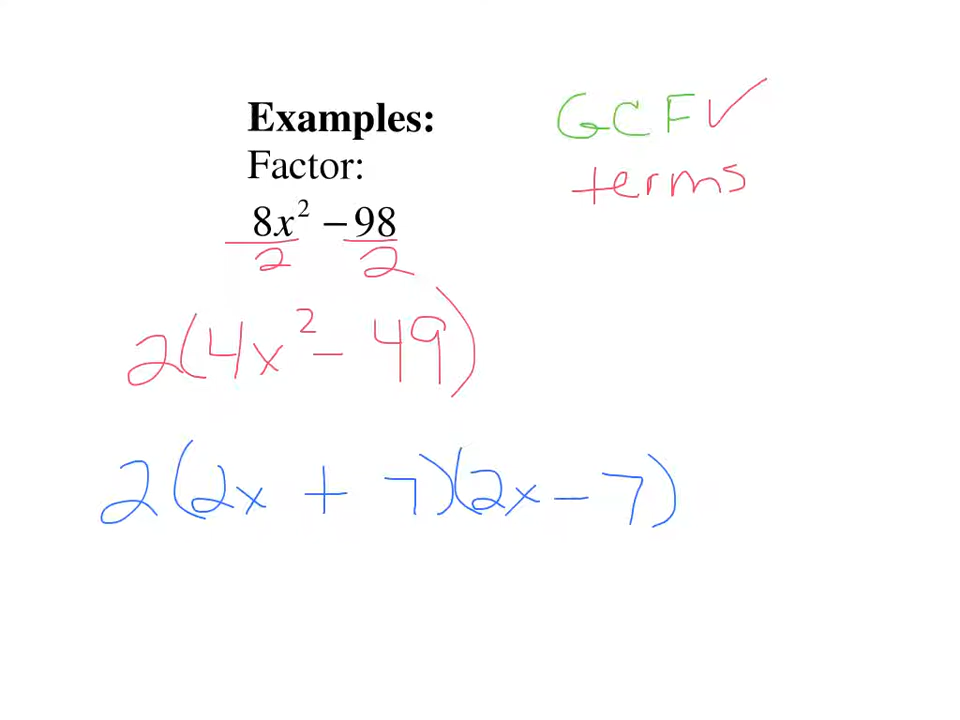 Examples:
GCF✓
Factor:
terms
8x² − 98
2 2
2(4x² − 49)
2(2x + 7)(2x − 7)